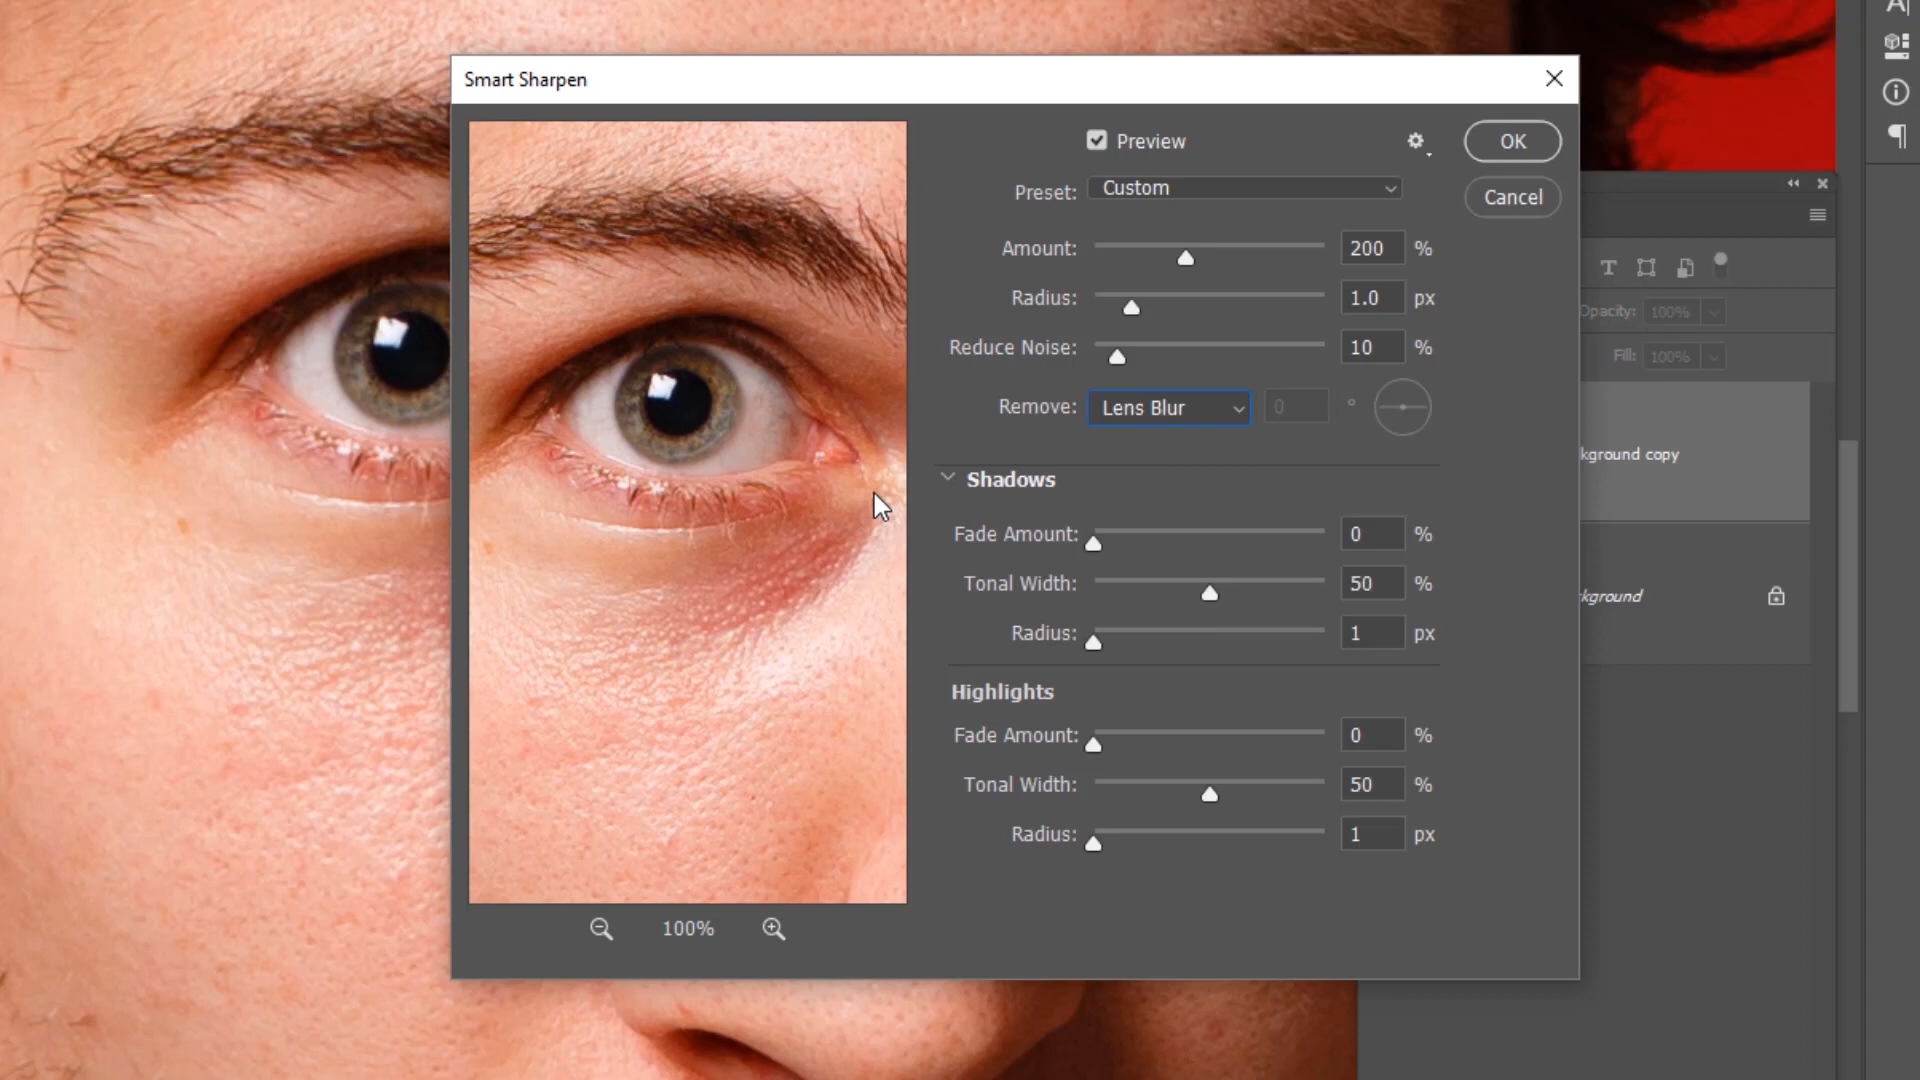 Smart Sharpen
Preview
OK
Preset: Custom
Cancel
Amount: 200 %
Radius: 1.0 px
Reduce Noise: 10 %
Remove: Lens Blur 0 °
Shadows
Fade Amount: 0 %
Tonal Width: 50 %
Radius: 1 px
Highlights
Fade Amount: 0 %
Tonal Width: 50 %
Radius: 1 px
100%
Opacity: 100%
Fill: 100%
kground copy
kground